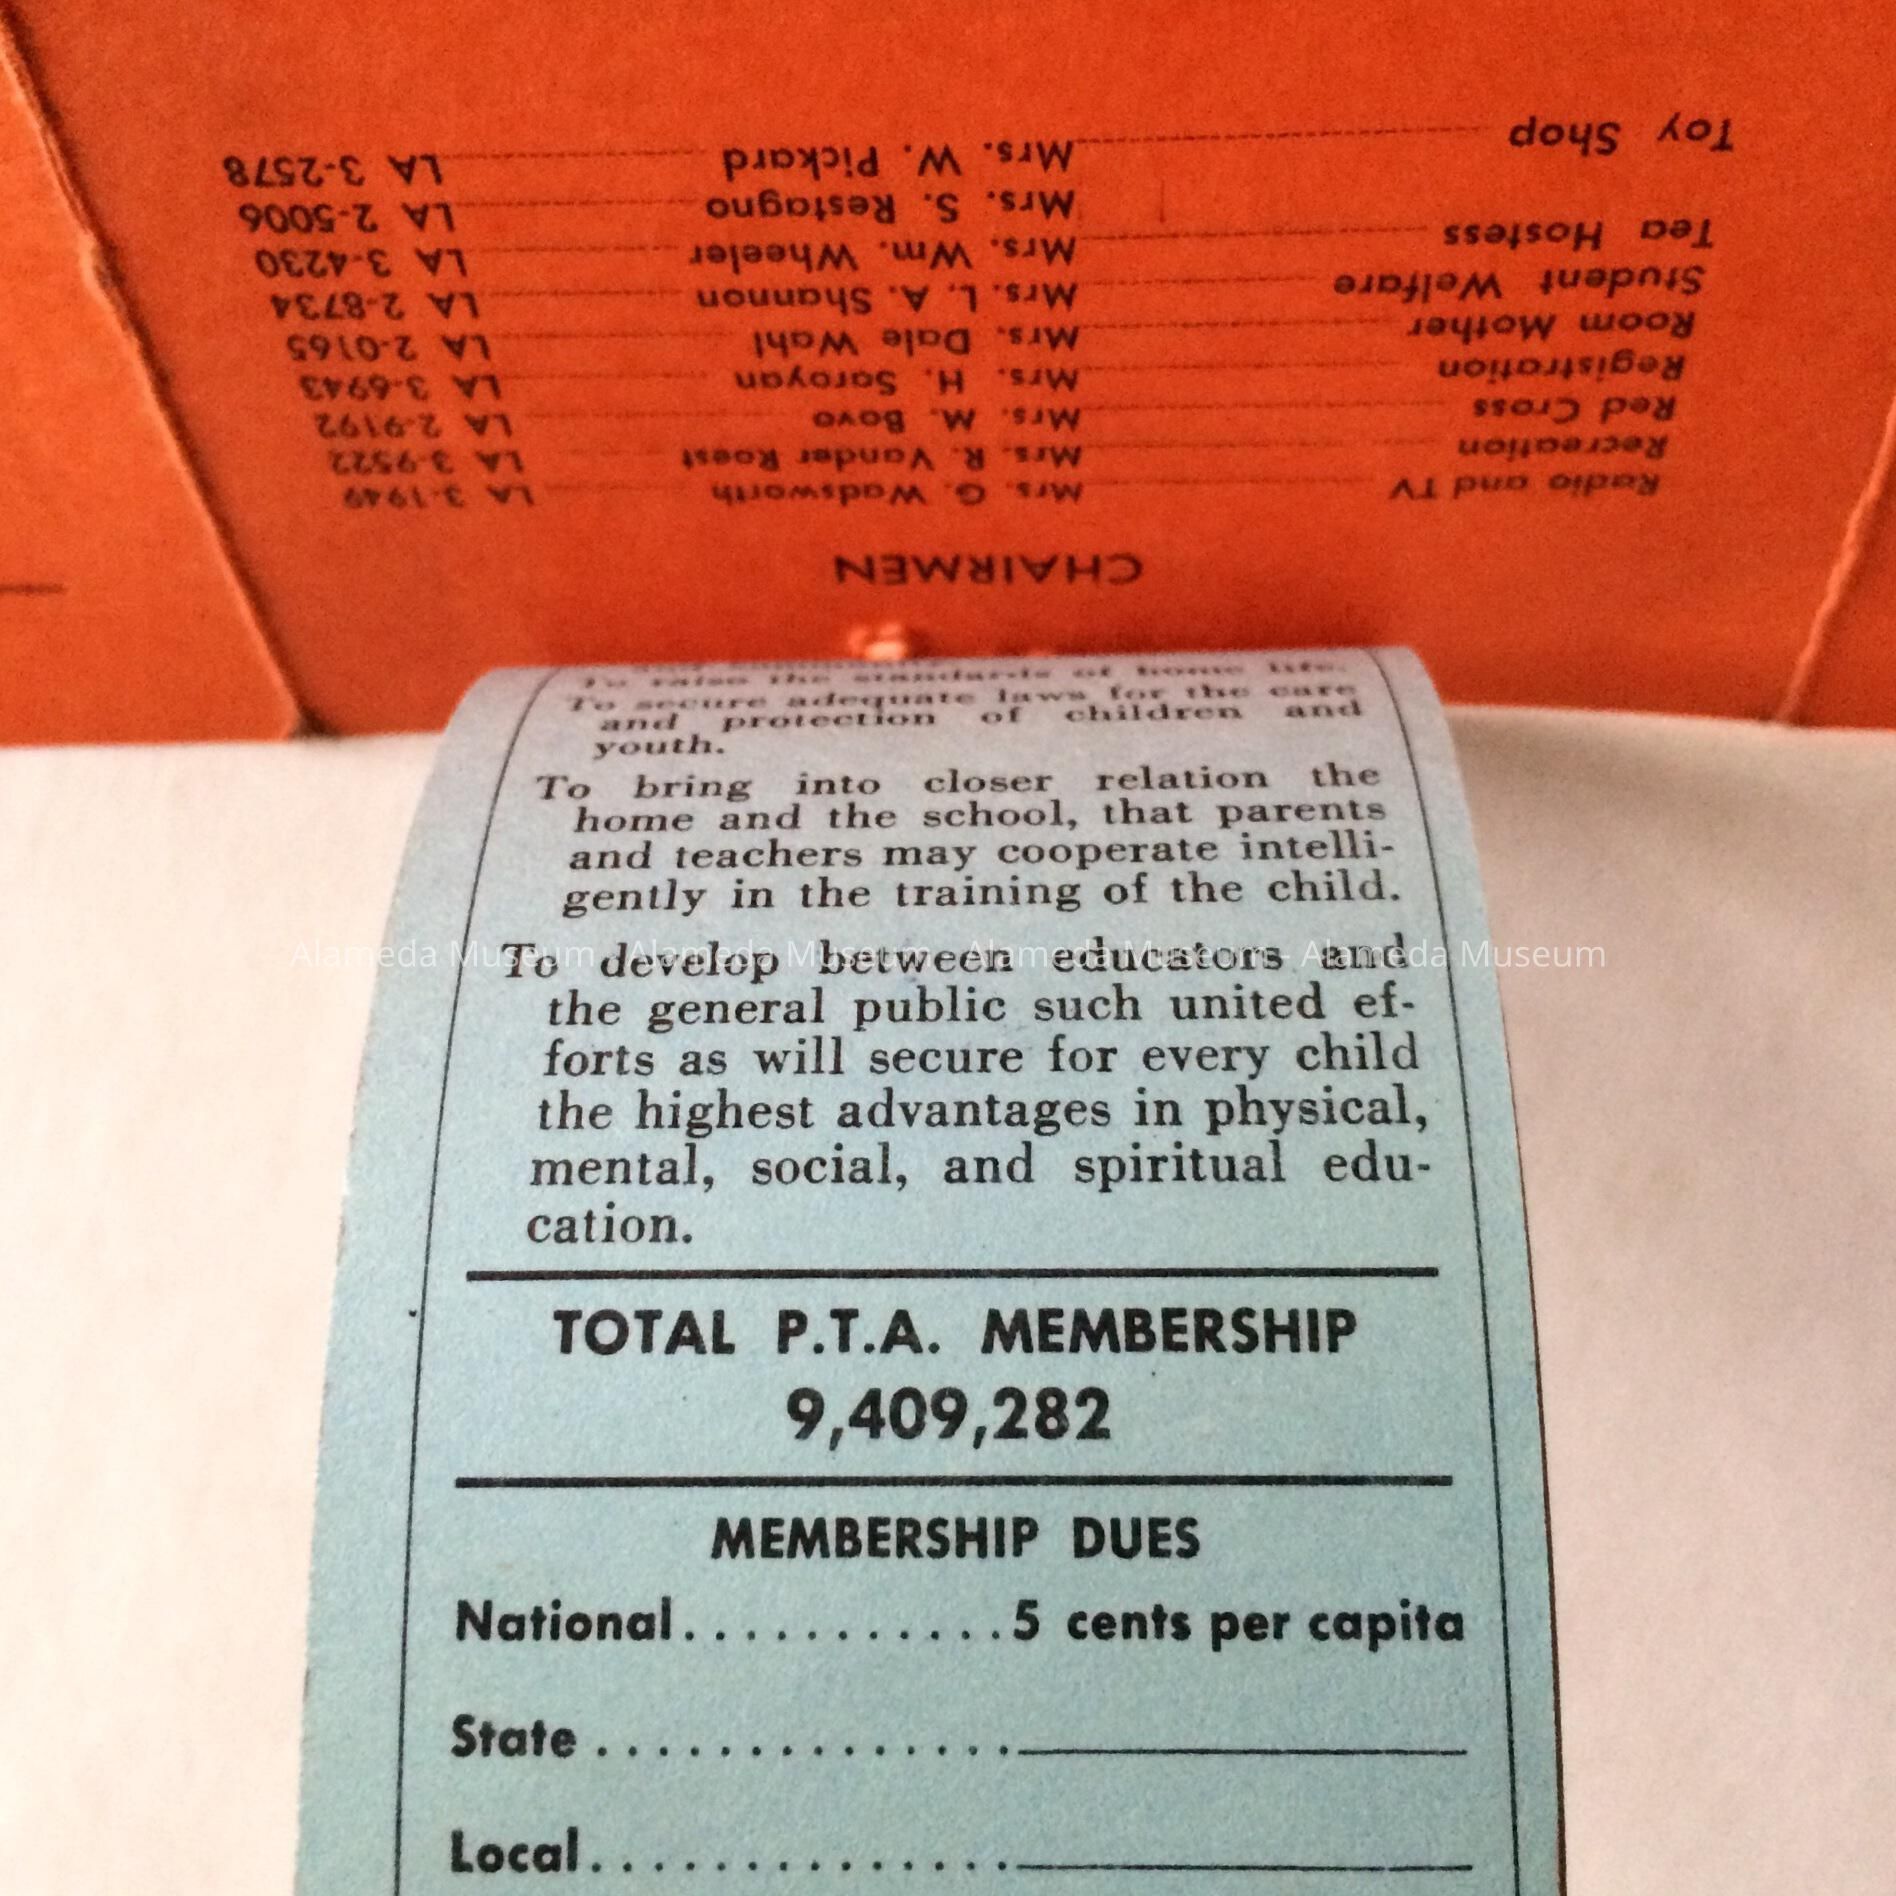 CHAIRMEN
Radio and TV Mrs. G. Wadsworth LA 3-1949
Recreation Mrs. R. Vander Roest LA 3-9522
Red Cross Mrs. M. Bovo LA 2-9192
Registration Mrs. H. Saroyan LA 3-6943
Room Mother Mrs. Dale Wahl LA 2-0165
Student Welfare Mrs. L. A. Shannon LA 2-8734
Tea Hostess Mrs. Wm. Wheeler LA 3-4230
Mrs. S. Restagno LA 2-5006
Toy Shop Mrs. W. Pickard LA 3-2578
To raise the standards of home life.
To secure adequate laws for the care
and protection of children and
youth.
To bring into closer relation the
home and the school, that parents
and teachers may cooperate intelli-
gently in the training of the child.
To develop between educators and
the general public such united ef-
forts as will secure for every child
the highest advantages in physical,
mental, social, and spiritual edu-
cation.
TOTAL P.T.A. MEMBERSHIP
9,409,282
MEMBERSHIP DUES
National............5 cents per capita
State...............
Local...............
Alameda Museum - Alameda Museum - Alameda Museum - Alameda Museum